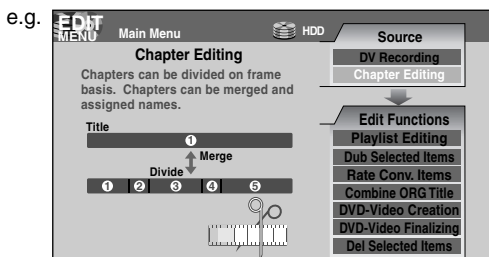 e.g.
EDIT
MENU Main Menu HDD
Chapter Editing
Chapters can be divided on frame
basis. Chapters can be merged and
assigned names.
Title
1
Merge
Divide
1 2 3 4 5
Source
DV Recording
Chapter Editing
Edit Functions
Playlist Editing
Dub Selected Items
Rate Conv. Items
Combine ORG Title
DVD-Video Creation
DVD-Video Finalizing
Del Selected Items